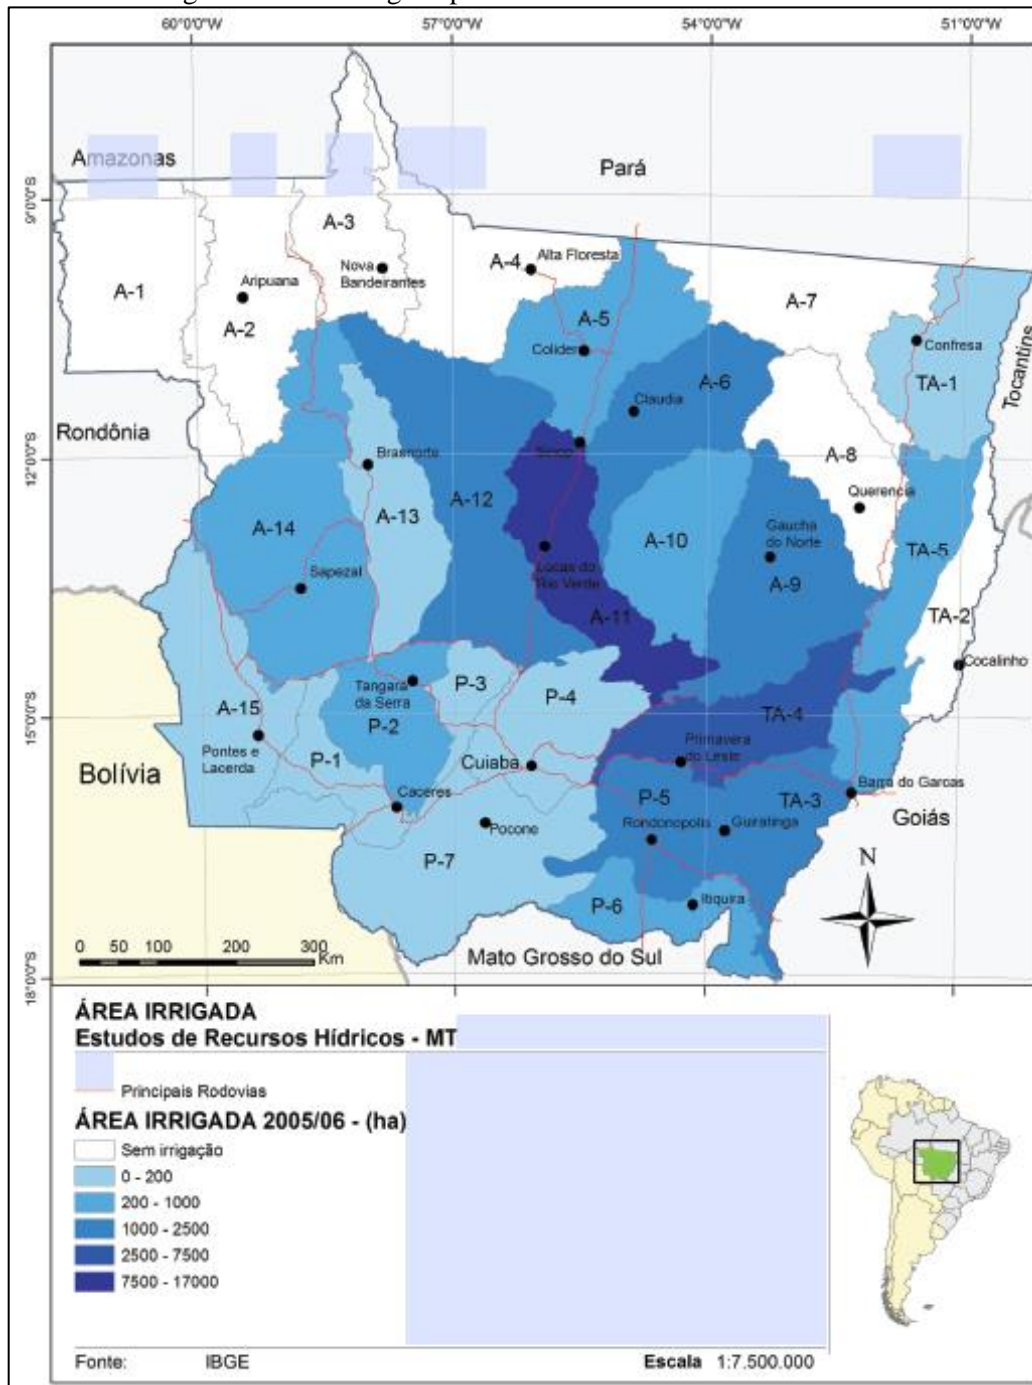 60°0'0"W 57°0'0"W 54°0'0"W 51°0'0"W
Amazonas
Pará
9°0'0"S
A-3
A-4
Alta Floresta
Nova
Bandeirantes
A-1
Aripuana
A-2
A-7
A-5
Colider
Confresa
TA-1
Tocantins
A-6
Claudia
Rondônia
12°0'0"S
Brasnorte
A-8
Querencia
A-12
A-13
A-14
A-10
Gaucha
do Norte
TA-5
Sapezal
Lucas do
Rio Verde
A-9
A-11
TA-2
Cocalinho
Tangara
da Serra
P-3
P-4
A-15
P-2
TA-4
15°0'0"S
Pontes e
Lacerda
P-1
Cuiaba
Primavera
do Leste
Bolívia
Caceres
P-5
TA-3
Barra do Garcas
Pocone
Rondonopolis
Guiratinga
Goiás
P-7
N
P-6
Itiquira
0 50 100 200 300
Km
Mato Grosso do Sul
18°0'0"S
ÁREA IRRIGADA
Estudos de Recursos Hídricos - MT
Principais Rodovias
ÁREA IRRIGADA 2005/06 - (ha)
Sem irrigação
0 - 200
200 - 1000
1000 - 2500
2500 - 7500
7500 - 17000
Fonte: IBGE Escala 1:7.500.000